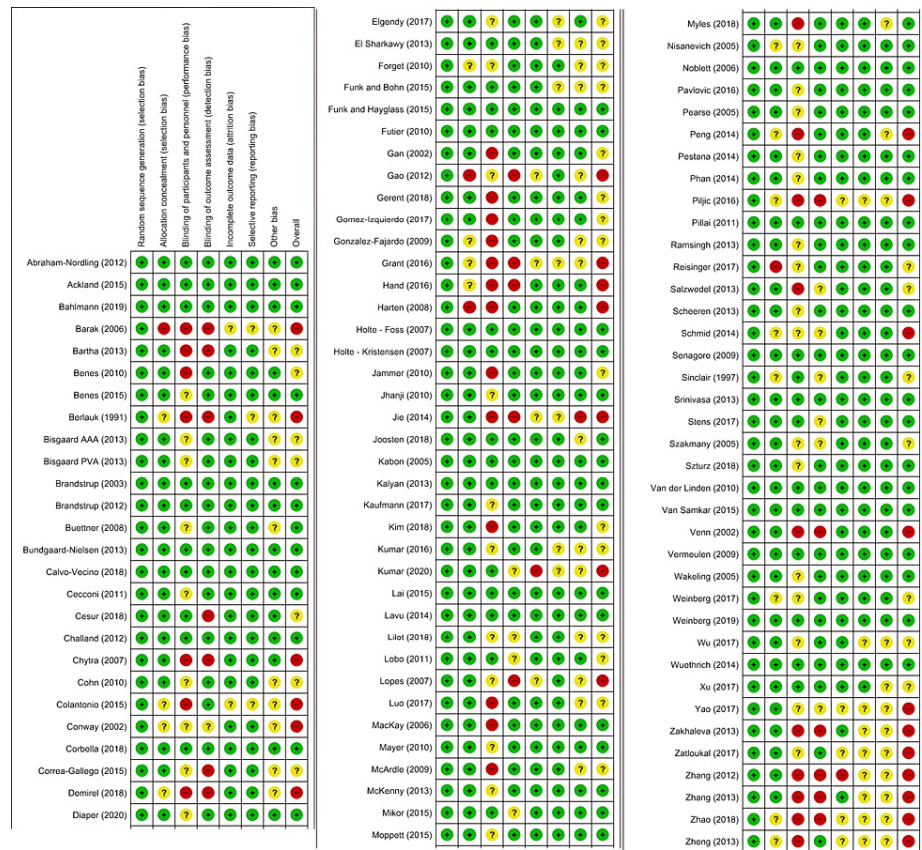 Random sequence generation (selection bias)
Allocation concealment (selection bias)
Blinding of participants and personnel (performance bias)
Blinding of outcome assessment (detection bias)
Incomplete outcome data (attrition bias)
Selective reporting (reporting bias)
Other bias
Overall
Abraham-Nordling (2012)
Ackland (2015)
Bahlmann (2019)
Barak (2006)
Bartha (2013)
Benes (2010)
Benes (2015)
Berlauk (1991)
Bisgaard AAA (2013)
Bisgaard PVA (2013)
Brandstrup (2003)
Brandstrup (2012)
Buettner (2008)
Bundgaard-Nielsen (2013)
Calvo-Vecino (2018)
Cecconi (2011)
Cesur (2018)
Challand (2012)
Chytra (2007)
Cohn (2010)
Colantonio (2015)
Conway (2002)
Corbella (2018)
Correa-Gallego (2015)
Demirel (2018)
Diaper (2020)
Elgendy (2017)
El Sharkawy (2013)
Forget (2010)
Funk and Bohn (2015)
Funk and Hayglass (2015)
Futier (2010)
Gan (2002)
Gao (2012)
Gerent (2018)
Gomez-Izquierdo (2017)
Gonzalez-Fajardo (2009)
Grant (2016)
Hand (2016)
Harten (2008)
Holte - Foss (2007)
Holte - Kristensen (2007)
Jammer (2010)
Jhanji (2010)
Jie (2014)
Joosten (2018)
Kabon (2005)
Kalyan (2013)
Kaufmann (2017)
Kim (2018)
Kumar (2016)
Kumar (2020)
Lai (2015)
Lavu (2014)
Lilot (2018)
Lobo (2011)
Lopes (2007)
Luo (2017)
MacKay (2006)
Mayer (2010)
McArdle (2009)
McKenny (2013)
Mikor (2015)
Moppett (2015)
Myles (2018)
Nisanevich (2005)
Noblett (2006)
Pavlovic (2016)
Pearse (2005)
Peng (2014)
Pestana (2014)
Phan (2014)
Piljic (2016)
Pillai (2011)
Ramsingh (2013)
Reisinger (2017)
Salzwedel (2013)
Scheeren (2013)
Schmid (2014)
Senagore (2009)
Sinclair (1997)
Srinivasa (2013)
Stens (2017)
Szakmany (2005)
Szturz (2018)
Van der Linden (2010)
Van Samkar (2015)
Venn (2002)
Vermeulen (2009)
Wakeling (2005)
Weinberg (2017)
Weinberg (2019)
Wu (2017)
Wuethrich (2014)
Xu (2017)
Yao (2017)
Zakhaleva (2013)
Zatloukal (2017)
Zhang (2012)
Zhang (2013)
Zhao (2018)
Zheng (2013)